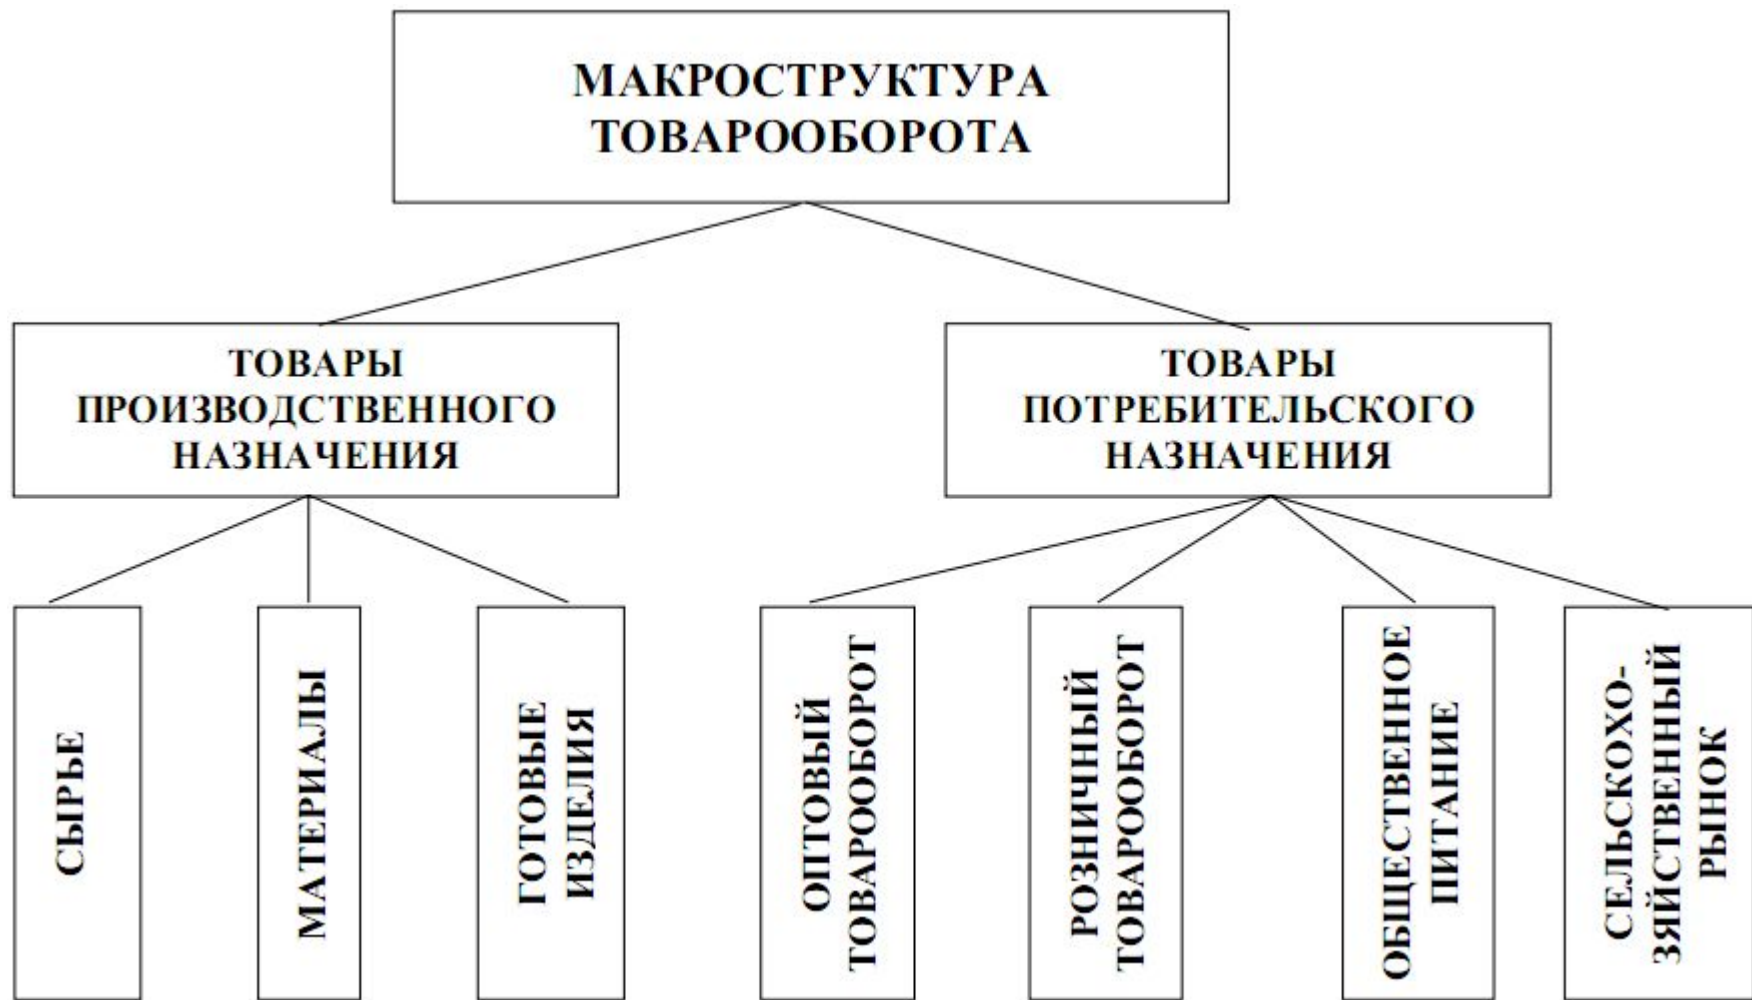 МАКРОСТРУКТУРА
ТОВАРООБОРОТА
ТОВАРЫ
ПРОИЗВОДСТВЕННОГО
НАЗНАЧЕНИЯ
ТОВАРЫ
ПОТРЕБИТЕЛЬСКОГО
НАЗНАЧЕНИЯ
СЫРЬЕ
МАТЕРИАЛЫ
ГОТОВЫЕ
ИЗДЕЛИЯ
ОПТОВЫЙ
ТОВАРООБОРОТ
РОЗНИЧНЫЙ
ТОВАРООБОРОТ
ОБЩЕСТВЕННОЕ
ПИТАНИЕ
СЕЛЬСКОХО-
ЗЯЙСТВЕННЫЙ
РЫНОК